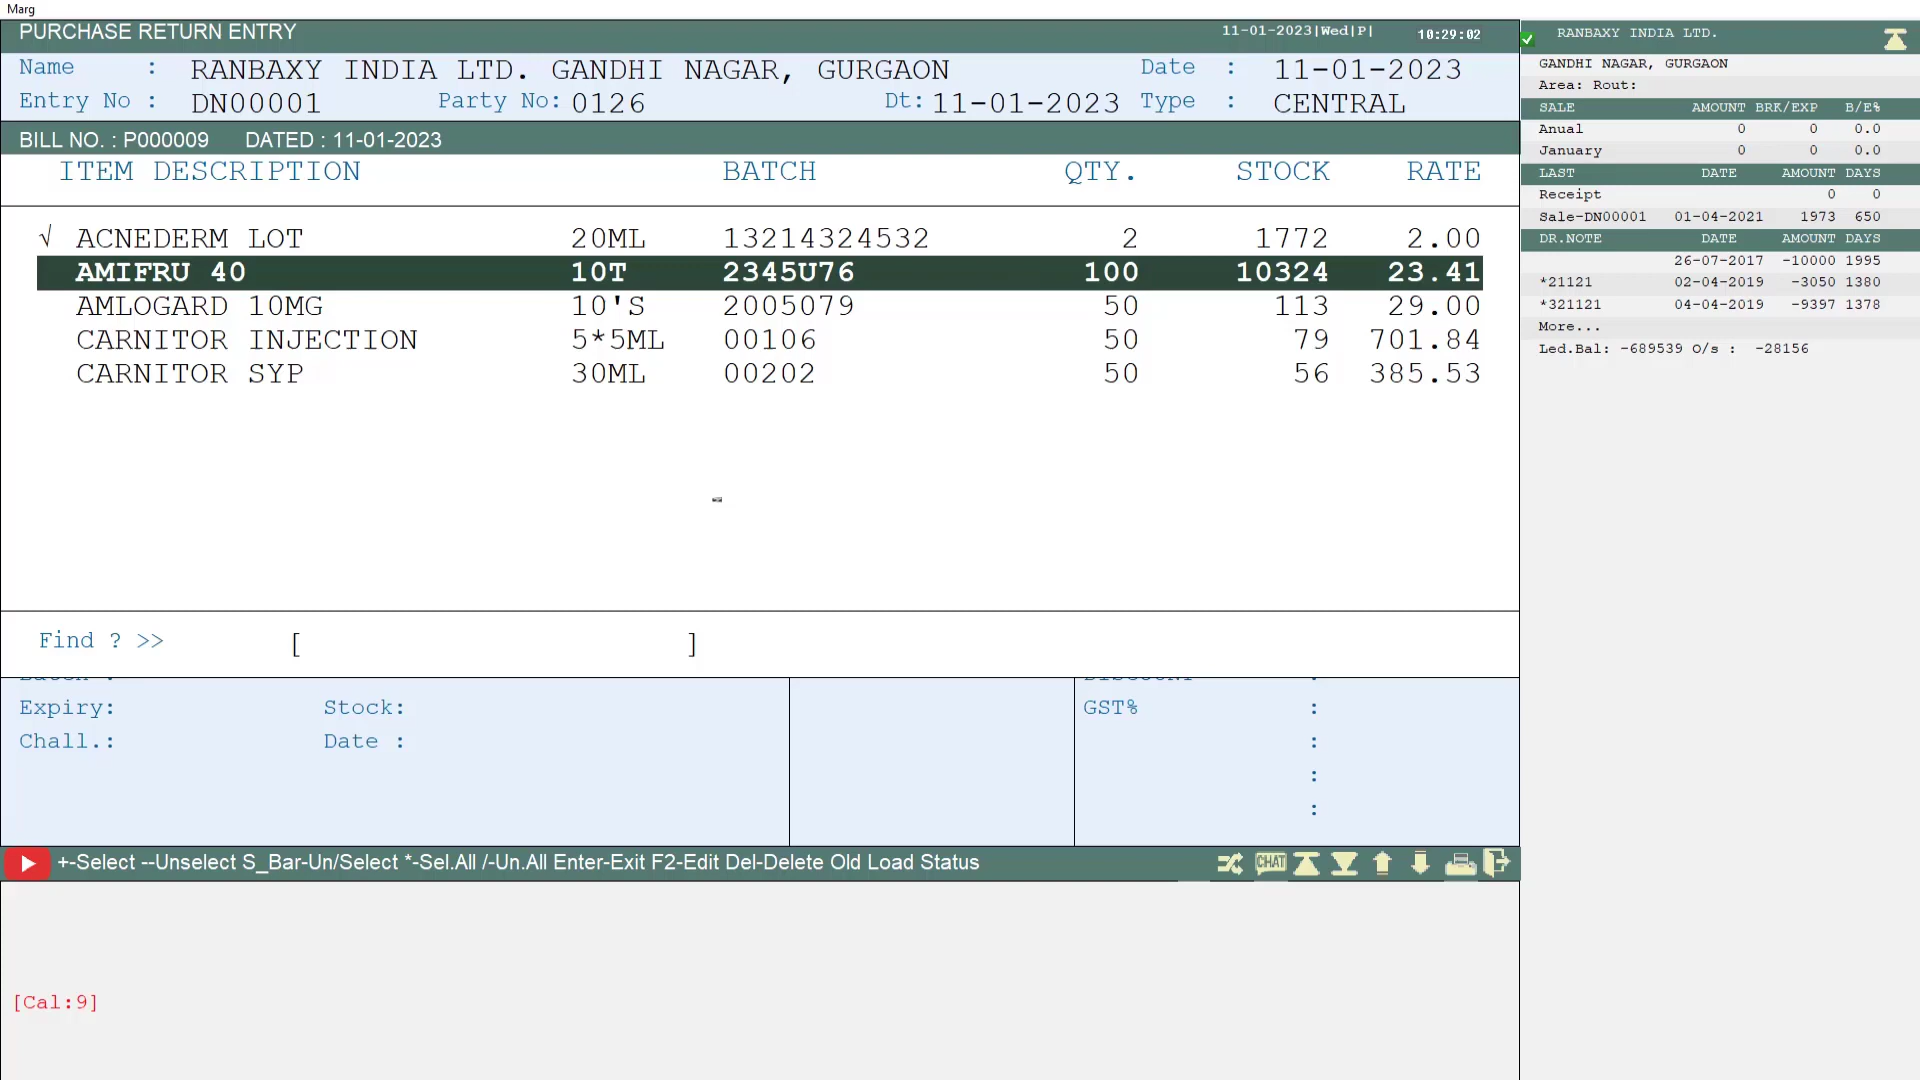 Marg
PURCHASE RETURN ENTRY 11-01-2023|Wed|P| 10:29:02
Name : RANBAXY INDIA LTD. GANDHI NAGAR, GURGAON Date : 11-01-2023
Entry No : DN00001 Party No: 0126 Dt: 11-01-2023 Type : CENTRAL
BILL NO. : P000009 DATED : 11-01-2023
ITEM DESCRIPTION BATCH QTY. STOCK RATE
√ ACNEDERM LOT 20ML 13214324532 2 1772 2.00
AMIFRU 40 10T 2345U76 100 10324 23.41
AMLOGARD 10MG 10'S 2005079 50 113 29.00
CARNITOR INJECTION 5*5ML 00106 50 79 701.84
CARNITOR SYP 30ML 00202 50 56 385.53
Find ? >> [ ]
Expiry: Stock: GST% :
Chall.: Date : :
:
:
+-Select --Unselect S_Bar-Un/Select *-Sel.All /-Un.All Enter-Exit F2-Edit Del-Delete Old Load Status CHAT
[Cal:9]
RANBAXY INDIA LTD.
GANDHI NAGAR, GURGAON
Area: Rout:
SALE AMOUNT BRK/EXP B/E%
Anual 0 0 0.0
January 0 0 0.0
LAST DATE AMOUNT DAYS
Receipt 0 0
Sale-DN00001 01-04-2021 1973 650
DR.NOTE DATE AMOUNT DAYS
26-07-2017 -10000 1995
*21121 02-04-2019 -3050 1380
*321121 04-04-2019 -9397 1378
More...
Led.Bal: -689539 O/s : -28156